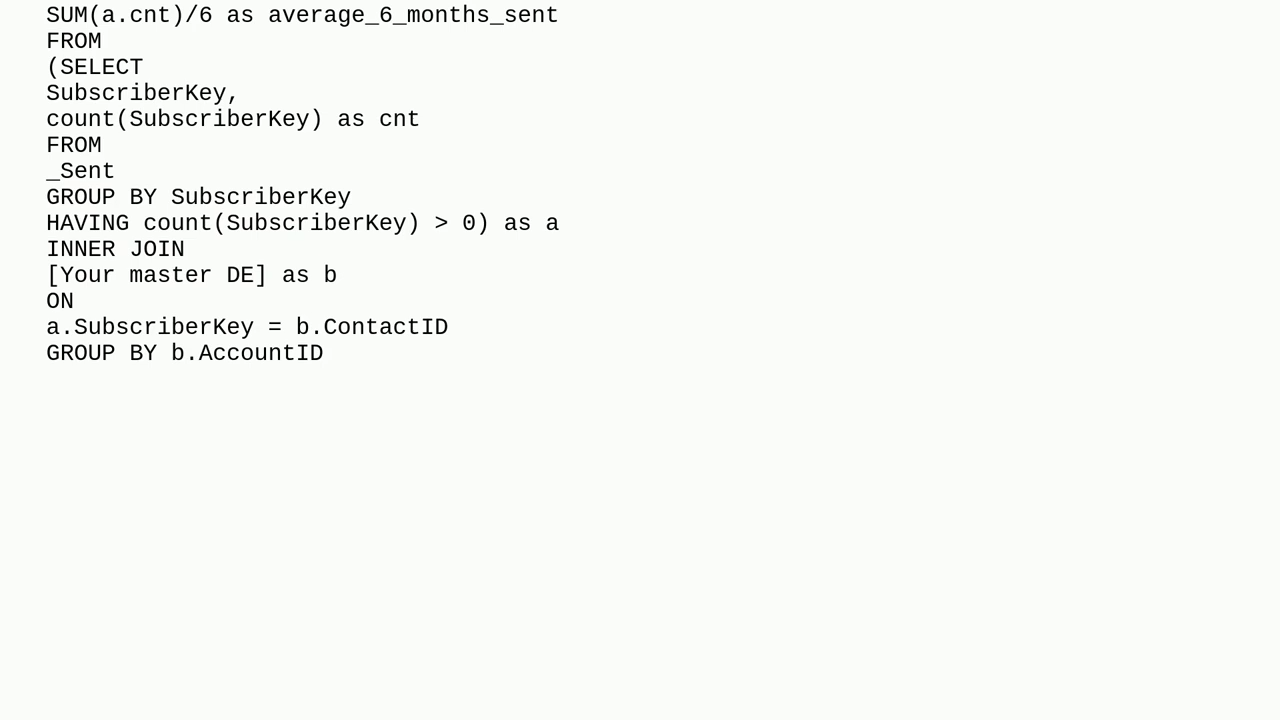 SUM(a.cnt)/6 as average_6_months_sent
FROM
(SELECT
SubscriberKey,
count(SubscriberKey) as cnt
FROM
_Sent
GROUP BY SubscriberKey
HAVING count(SubscriberKey) > 0) as a
INNER JOIN
[Your master DE] as b
ON
a.SubscriberKey = b.ContactID
GROUP BY b.AccountID